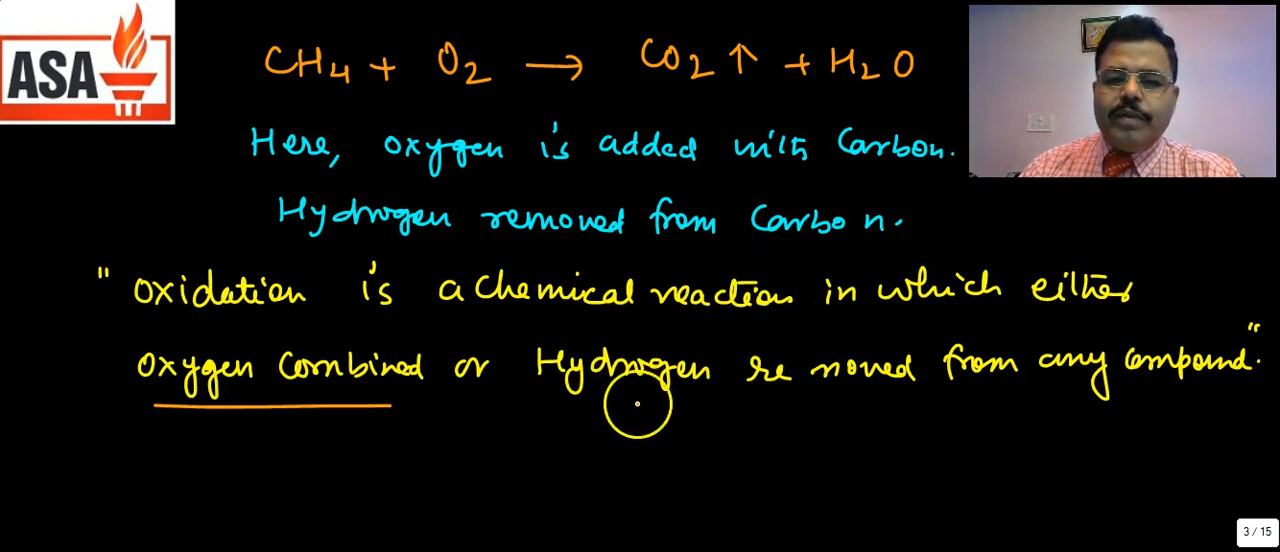 ASA
CH4 + O2 → CO2 ↑ + H2O
Here, oxygen is added with Carbon.
Hydrogen removed from Carbon.
" Oxidation is a chemical reaction in which either
oxygen combined or Hydrogen removed from any compound".
3 / 15